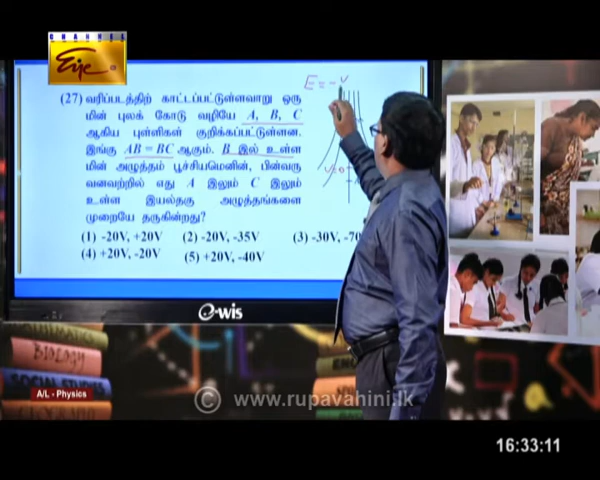 CHANNEL
Eye
(27) வரிப்படத்திற் காட்டப்பட்டுள்ளவாறு ஒரு
மின் புலக் கோடு வழியே A, B, C
ஆகிய புள்ளிகள் குறிக்கப்பட்டுள்ளன.
இங்கு AB = BC ஆகும். B இல் உள்ள
மின் அழுத்தம் பூச்சியமெனின், பின்வரு
வனவற்றில் எது A இலும் C இலும்
உள்ள இயல்தகு அழுத்தங்களை
முறையே தருகின்றது?
(1) -20V, +20V (2) -20V, -35V (3) -30V, -70
(4) +20V, -20V (5) +20V, -40V
E = - V
V=0
e-wis
BIOLOGY
SOCIAL STUDIES
A/L - Physics
© www.rupavahini.lk
16:33:11